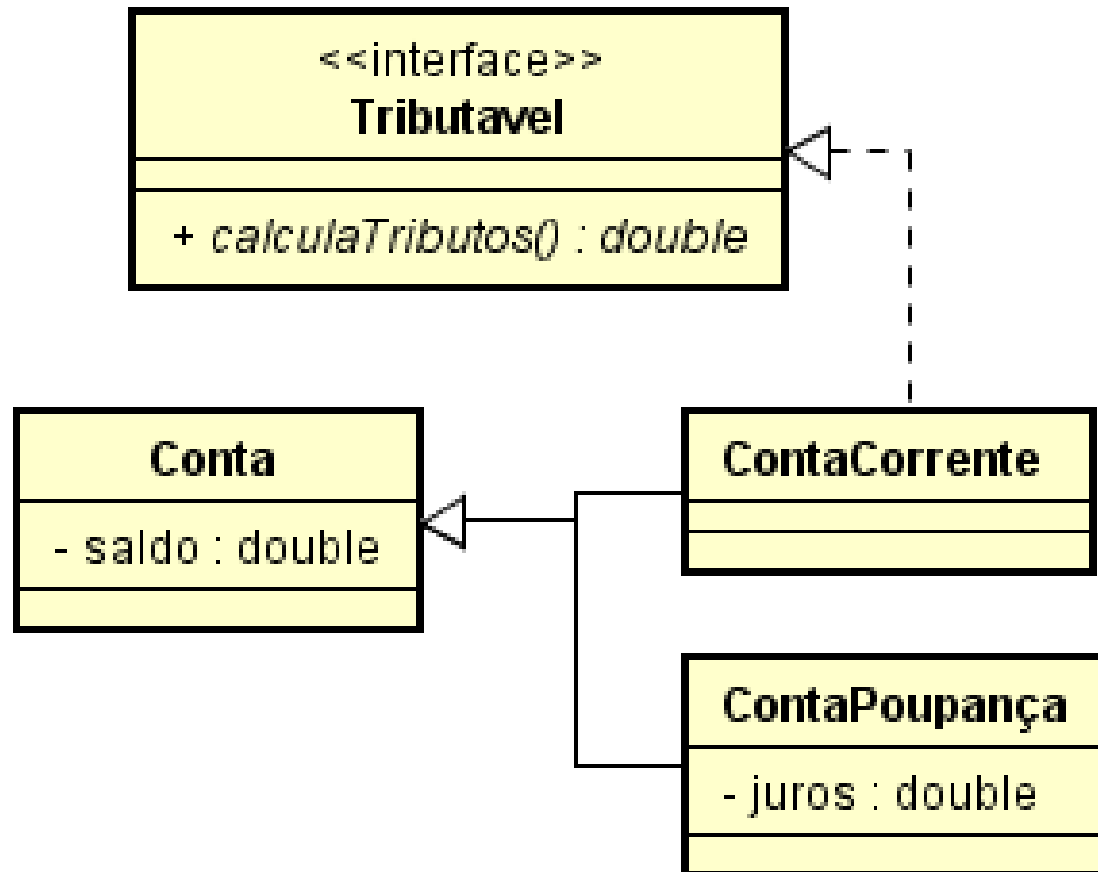 <<interface>>
Tributavel
+ calculaTributos() : double
Conta
- saldo : double
ContaCorrente
ContaPoupança
- juros : double